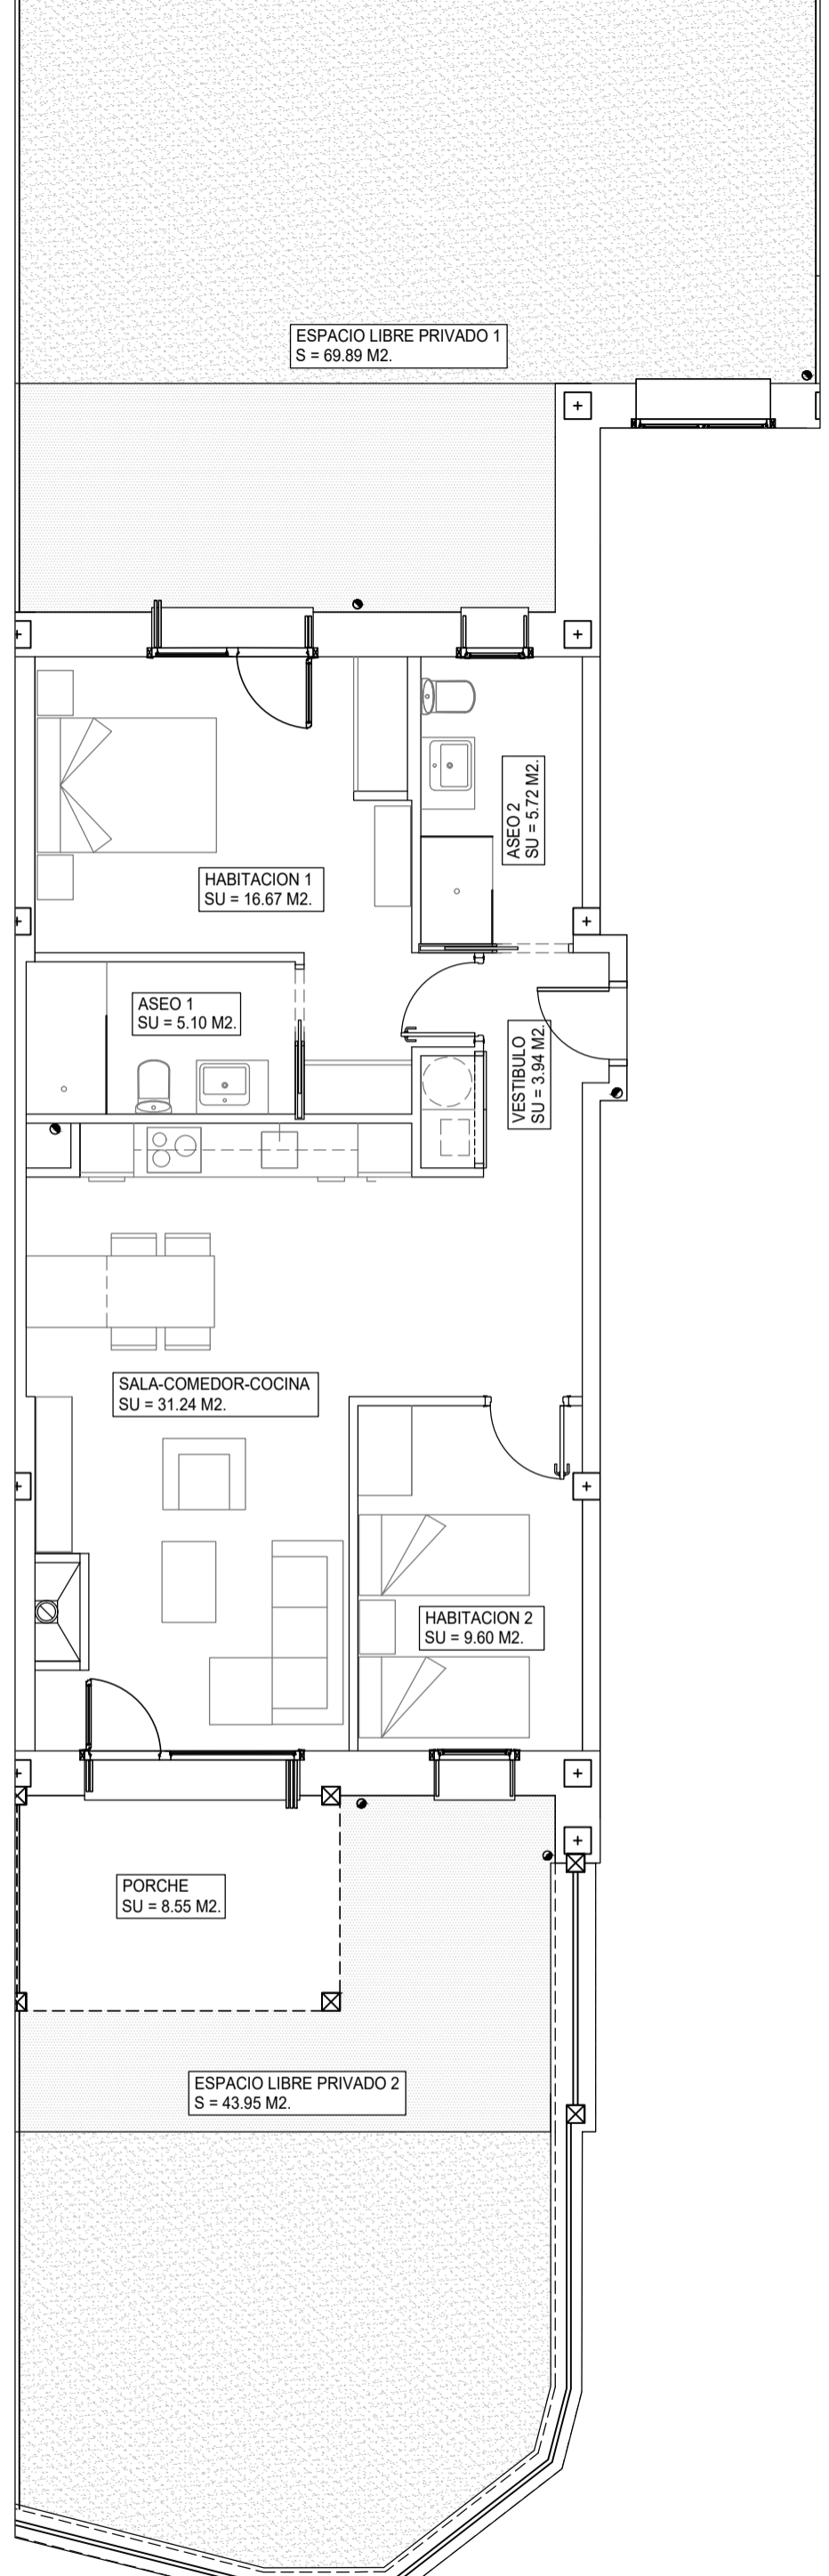 ESPACIO LIBRE PRIVADO 1
S = 69.89 M2.
ASEO 2
SU = 5.72 M2.
HABITACION 1
SU = 16.67 M2.
ASEO 1
SU = 5.10 M2.
VESTIBULO
SU = 3.94 M2.
SALA-COMEDOR-COCINA
SU = 31.24 M2.
HABITACION 2
SU = 9.60 M2.
PORCHE
SU = 8.55 M2.
ESPACIO LIBRE PRIVADO 2
S = 43.95 M2.